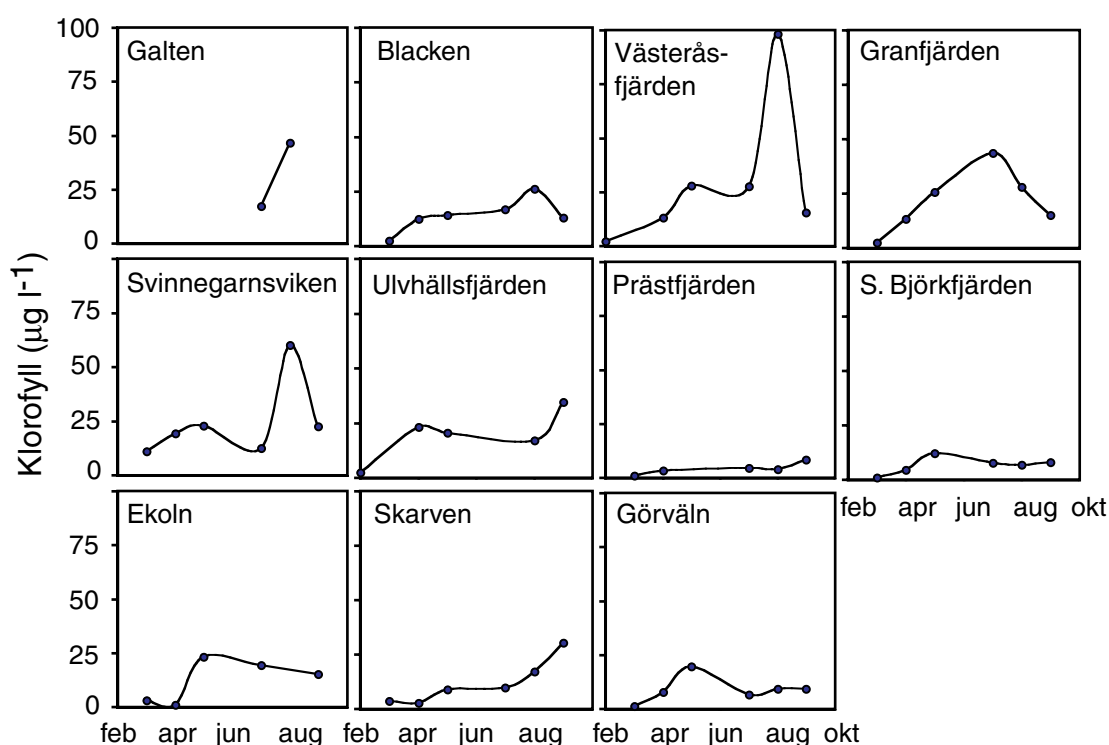 100
75
50
25
0
Galten
Blacken
Västerås-
fjärden
Granfjärden
Klorofyll (µg l-1)
75
50
25
0
Svinnegarnsviken
Ulvhällsfjärden
Prästfjärden
S. Björkfjärden
feb apr jun aug okt
75
50
25
0
Ekoln
Skarven
Görväln
feb apr jun aug feb apr jun aug feb apr jun aug okt